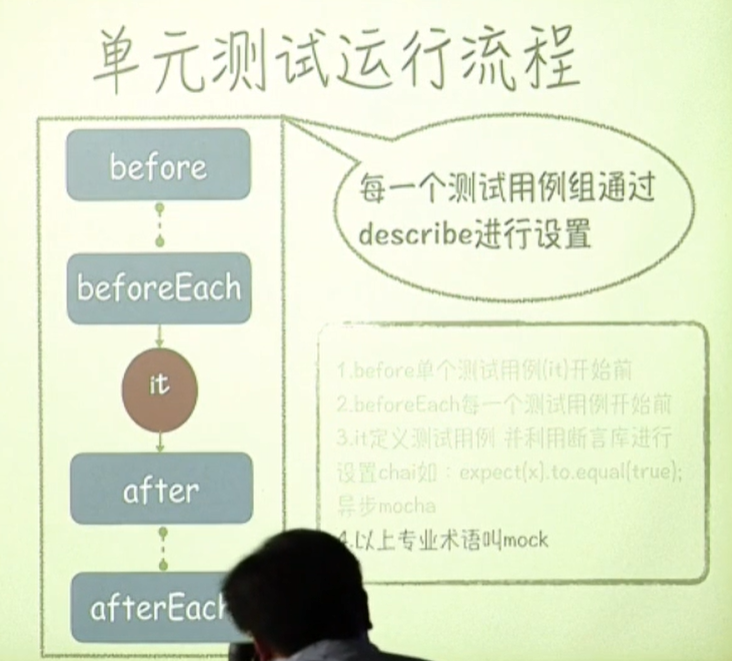 单元测试运行流程
before
beforeEach
it
after
afterEach
每一个测试用例组通过
describe进行设置
1.before单个测试用例(it)开始前
2.beforeEach每一个测试用例开始前
3.it定义测试用例 并利用断言库进行
设置chai如：expect(x).to.equal(true);
异步mocha
4.以上专业术语叫mock